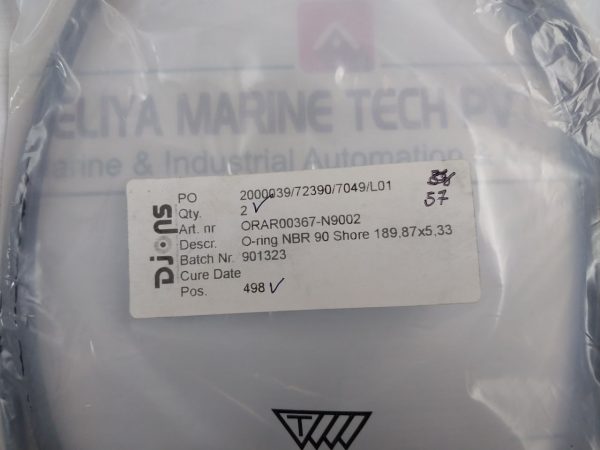 ELIYA MARINE TECH PV
arine & Industrial Automation
Djons
PO 2000039/72390/7049/L01
Qty. 2 ✓
57
Art. nr ORAR00367-N9002
Descr. O-ring NBR 90 Shore 189,87x5,33
Batch Nr. 901323
Cure Date
Pos. 498 ✓